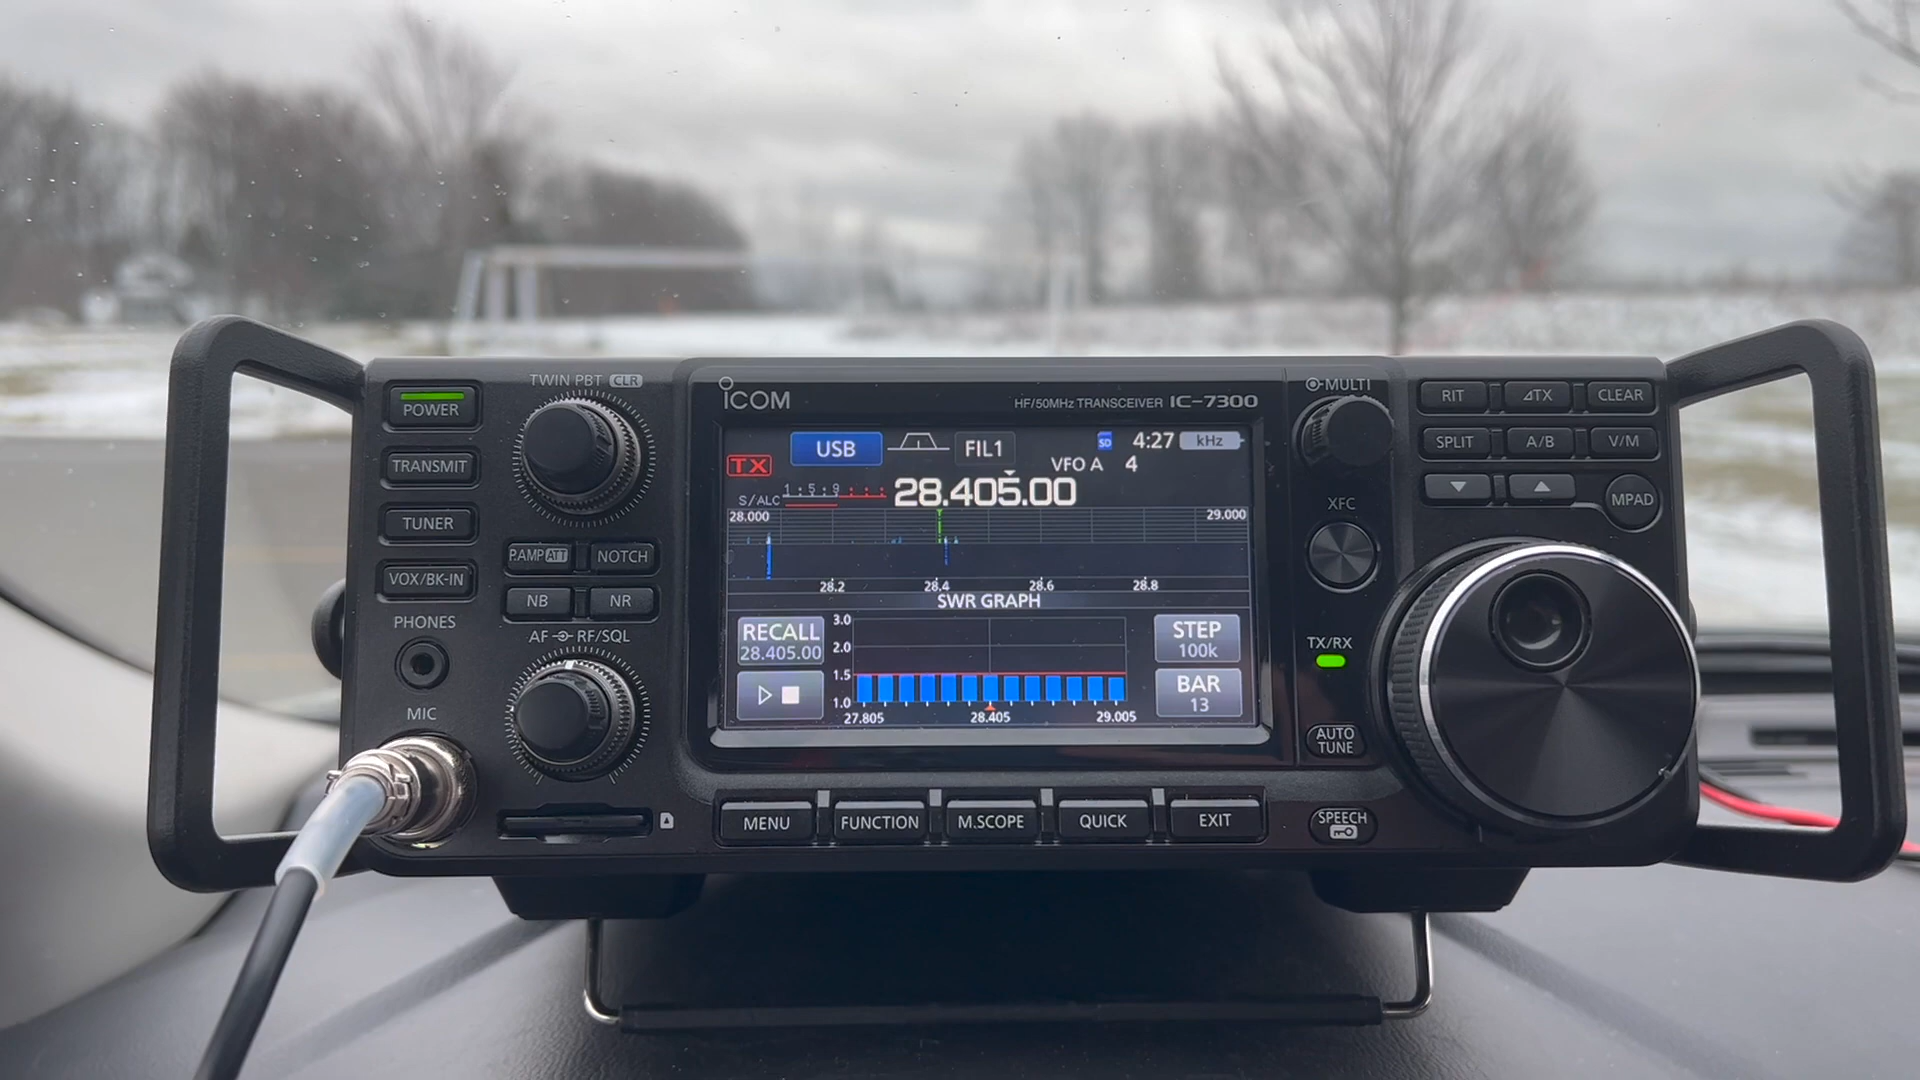 POWER
TRANSMIT
TUNER
VOX/BK-IN
PHONES
MIC
TWIN PBT CLR
P.AMP ATT
NOTCH
NB
NR
AF RF/SQL
ICOM
HF/50MHz TRANSCEIVER IC-7300
USB
FIL1
SD
4:27
kHz
TX
VFO A 4
S/ALC
1 : 5 : 9
28.405.00
28.000
29.000
28.2
28.4
28.6
28.8
SWR GRAPH
RECALL
28.405.00
3.0
2.0
1.5
1.0
27.805
28.405
29.005
STEP
100k
BAR
13
MENU
FUNCTION
M.SCOPE
QUICK
EXIT
MULTI
XFC
TX/RX
AUTO
TUNE
SPEECH
RIT
⊿TX
CLEAR
SPLIT
A/B
V/M
▼
▲
MPAD